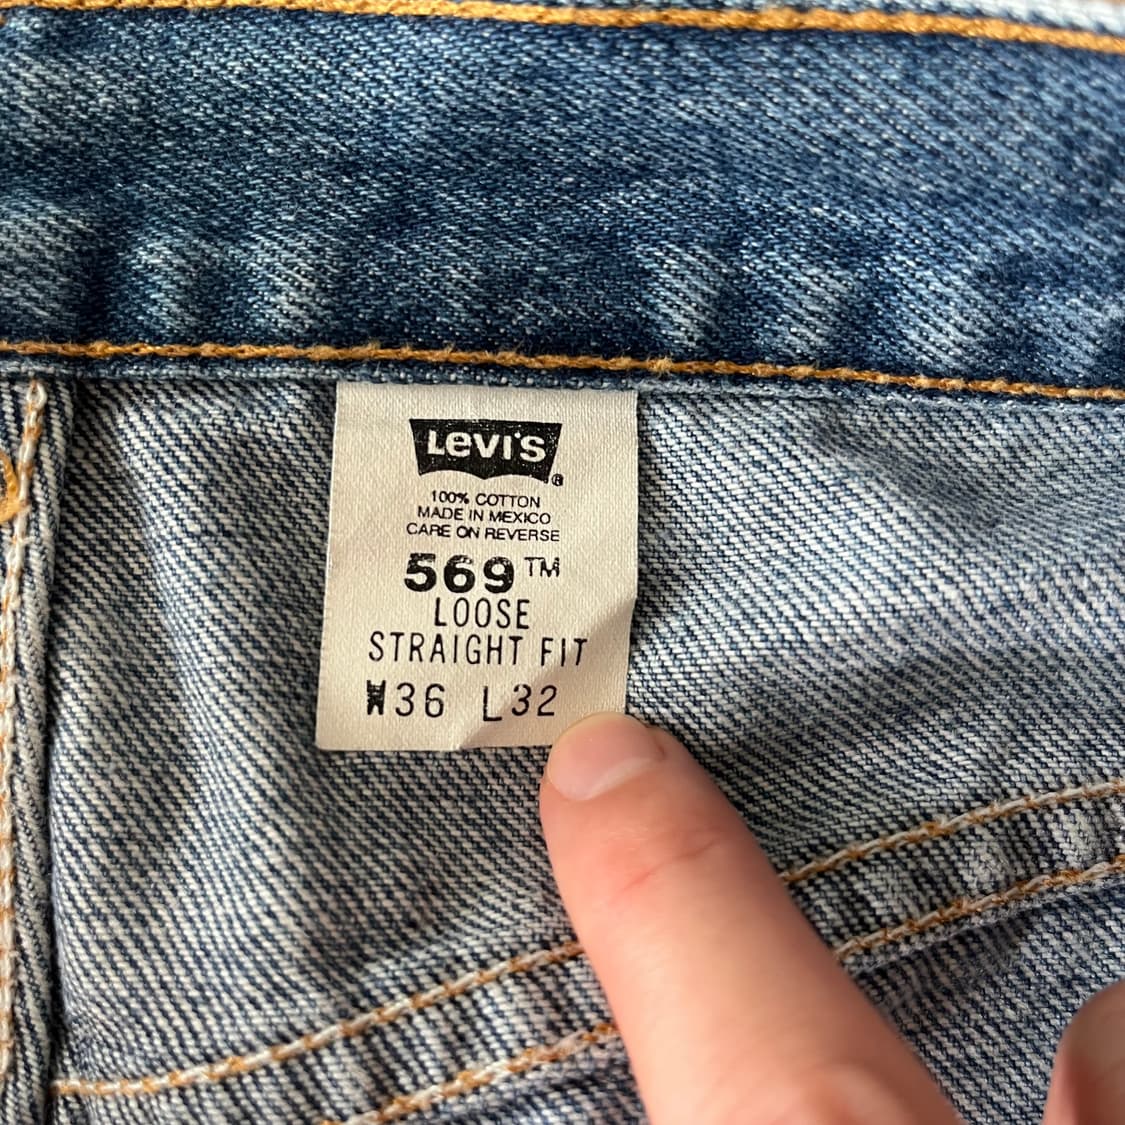 LEVI'S®
100% COTTON
MADE IN MEXICO
CARE ON REVERSE
569™
LOOSE
STRAIGHT FIT
W36 L32